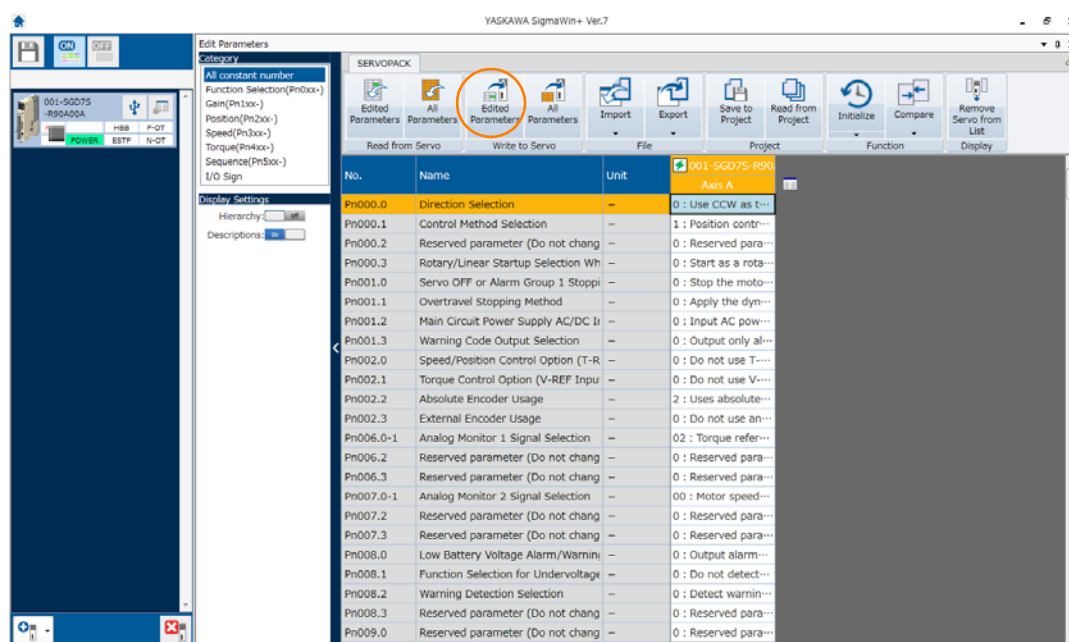 YASKAWA SigmaWin+ Ver.7
ON OFF
001-SGD7S
-R90A00A
HBB P-OT
POWER ESTP N-OT
Edit Parameters
Category
All constant number
Function Selection(Pn0xx-)
Gain(Pn1xx-)
Position(Pn2xx-)
Speed(Pn3xx-)
Torque(Pn4xx-)
Sequence(Pn5xx-)
I/O Sign
Display Settings
Hierarchy: off
Descriptions: on
SERVOPACK
Edited Parameters
All Parameters
Read from Servo
Edited Parameters
All Parameters
Write to Servo
Import
Export
File
Save to Project
Read from Project
Project
Initialize
Compare
Function
Remove Servo from List
Display
No. Name Unit 001-SGD7S-R90
Axis A
Pn000.0 Direction Selection – 0 : Use CCW as t···
Pn000.1 Control Method Selection – 1 : Position contr···
Pn000.2 Reserved parameter (Do not chang – 0 : Reserved para···
Pn000.3 Rotary/Linear Startup Selection Wh – 0 : Start as a rota···
Pn001.0 Servo OFF or Alarm Group 1 Stoppi – 0 : Stop the moto···
Pn001.1 Overtravel Stopping Method – 0 : Apply the dyn···
Pn001.2 Main Circuit Power Supply AC/DC I – 0 : Input AC pow···
Pn001.3 Warning Code Output Selection – 0 : Output only al···
Pn002.0 Speed/Position Control Option (T-R – 0 : Do not use T-···
Pn002.1 Torque Control Option (V-REF Input – 0 : Do not use V-···
Pn002.2 Absolute Encoder Usage – 2 : Uses absolute···
Pn002.3 External Encoder Usage – 0 : Do not use an···
Pn006.0-1 Analog Monitor 1 Signal Selection – 02 : Torque refer···
Pn006.2 Reserved parameter (Do not chang – 0 : Reserved para···
Pn006.3 Reserved parameter (Do not chang – 0 : Reserved para···
Pn007.0-1 Analog Monitor 2 Signal Selection – 00 : Motor speed···
Pn007.2 Reserved parameter (Do not chang – 0 : Reserved para···
Pn007.3 Reserved parameter (Do not chang – 0 : Reserved para···
Pn008.0 Low Battery Voltage Alarm/Warning – 0 : Output alarm···
Pn008.1 Function Selection for Undervoltage – 0 : Do not detect···
Pn008.2 Warning Detection Selection – 0 : Detect warnin···
Pn008.3 Reserved parameter (Do not chang – 0 : Reserved para···
Pn009.0 Reserved parameter (Do not chang – 0 : Reserved para···